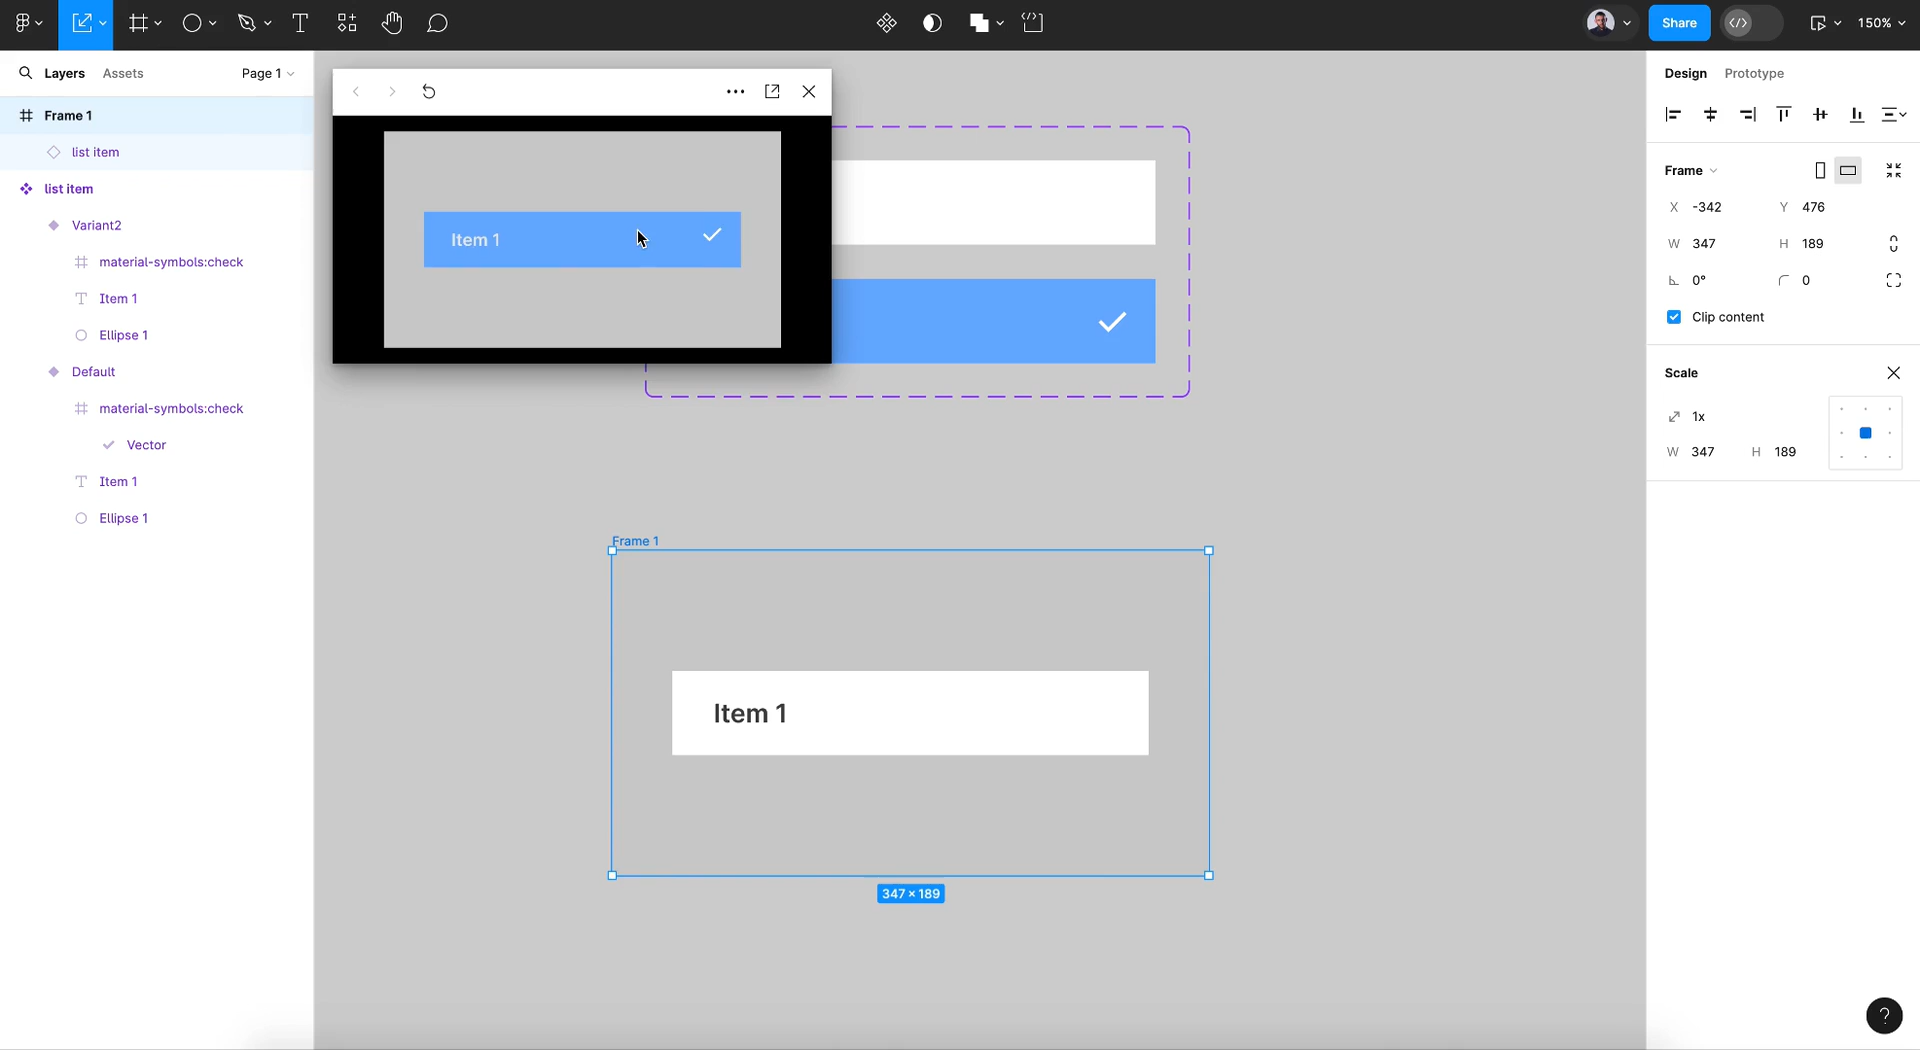 Share
150%
Layers Assets Page 1
Frame 1
list item
list item
Variant2
material-symbols:check
Item 1
Ellipse 1
Default
material-symbols:check
Vector
Item 1
Ellipse 1
Item 1
Frame 1
Item 1
347 × 189
Design Prototype
Frame
X -342 Y 476
W 347 H 189
0° 0
Clip content
Scale
1x
W 347 H 189
?